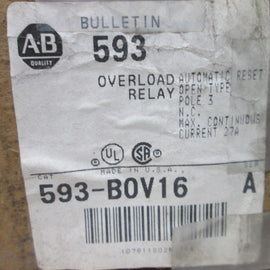 BULLETIN
A-B
QUALITY
593
OVERLOAD
RELAY
AUTOMATIC RESET
OPEN TYPE
POLE 3
N.C.
MAX. CONTINUOUS
CURRENT 27A
UL
SA
MADE IN U.S.A.
CAT
SER
593-BOV16
A